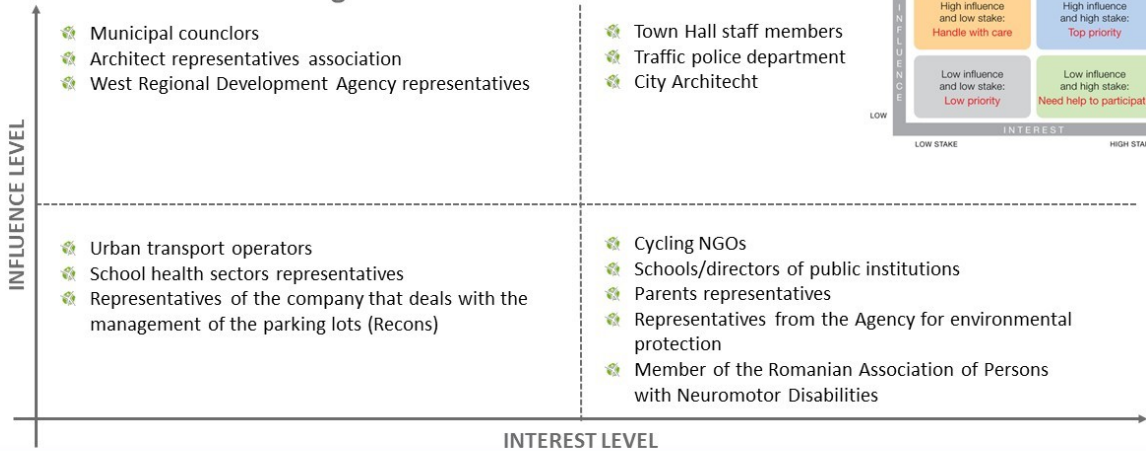 Municipal counclors
Architect representatives association
West Regional Development Agency representatives
Town Hall staff members
Traffic police department
City Architecht
INFLUENCE
High influence
and low stake:
Handle with care
High influence
and high stake:
Top priority
Low influence
and low stake:
Low priority
Low influence
and high stake:
Need help to participat
LOW
INTEREST
LOW STAKE
HIGH STA
INFLUENCE LEVEL
Urban transport operators
School health sectors representatives
Representatives of the company that deals with the
management of the parking lots (Recons)
Cycling NGOs
Schools/directors of public institutions
Parents representatives
Representatives from the Agency for environmental
protection
Member of the Romanian Association of Persons
with Neuromotor Disabilities
INTEREST LEVEL